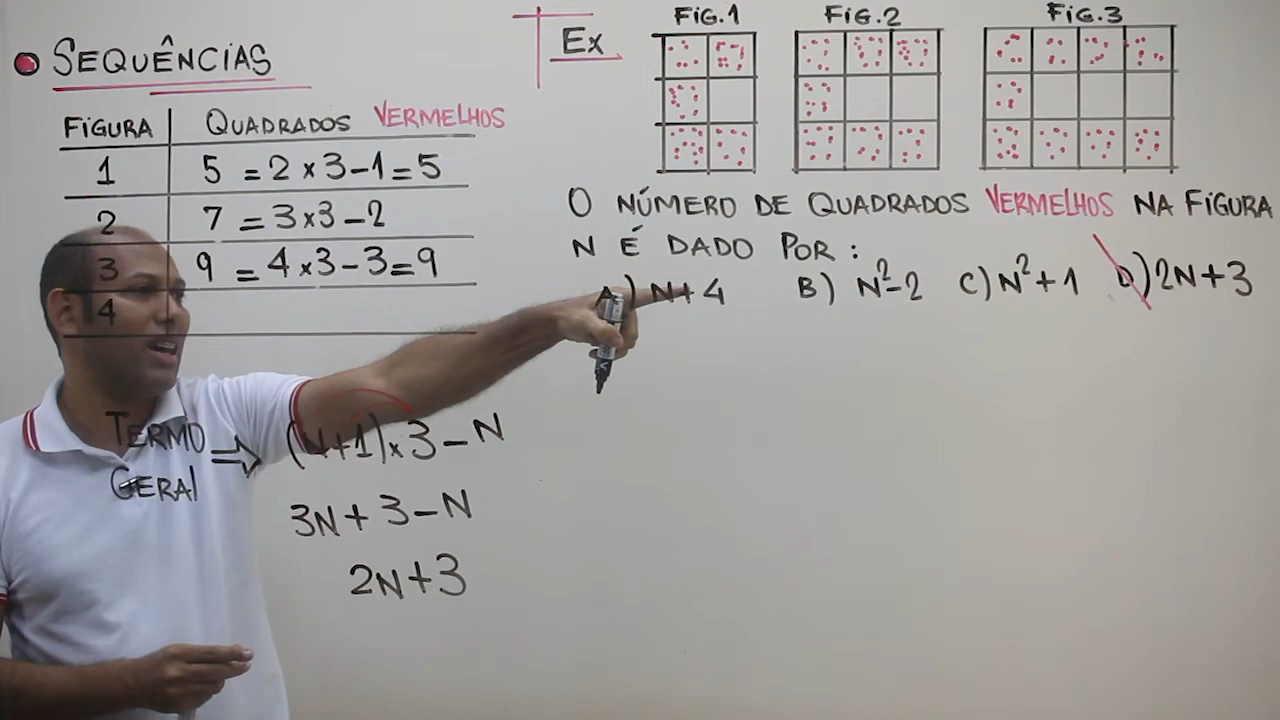 SEQUÊNCIAS
FIGURA QUADRADOS VERMELHOS
1 5 = 2 x 3 - 1 = 5
2 7 = 3 x 3 - 2
3 9 = 4 x 3 - 3 = 9
4
TERMO GERAL ⇒ (N+1) x 3 - N
3N + 3 - N
2N + 3
Ex
FIG.1 FIG.2 FIG.3
O NÚMERO DE QUADRADOS VERMELHOS NA FIGURA
N É DADO POR:
A) N+4 B) N²-2 C) N²+1 D) 2N+3